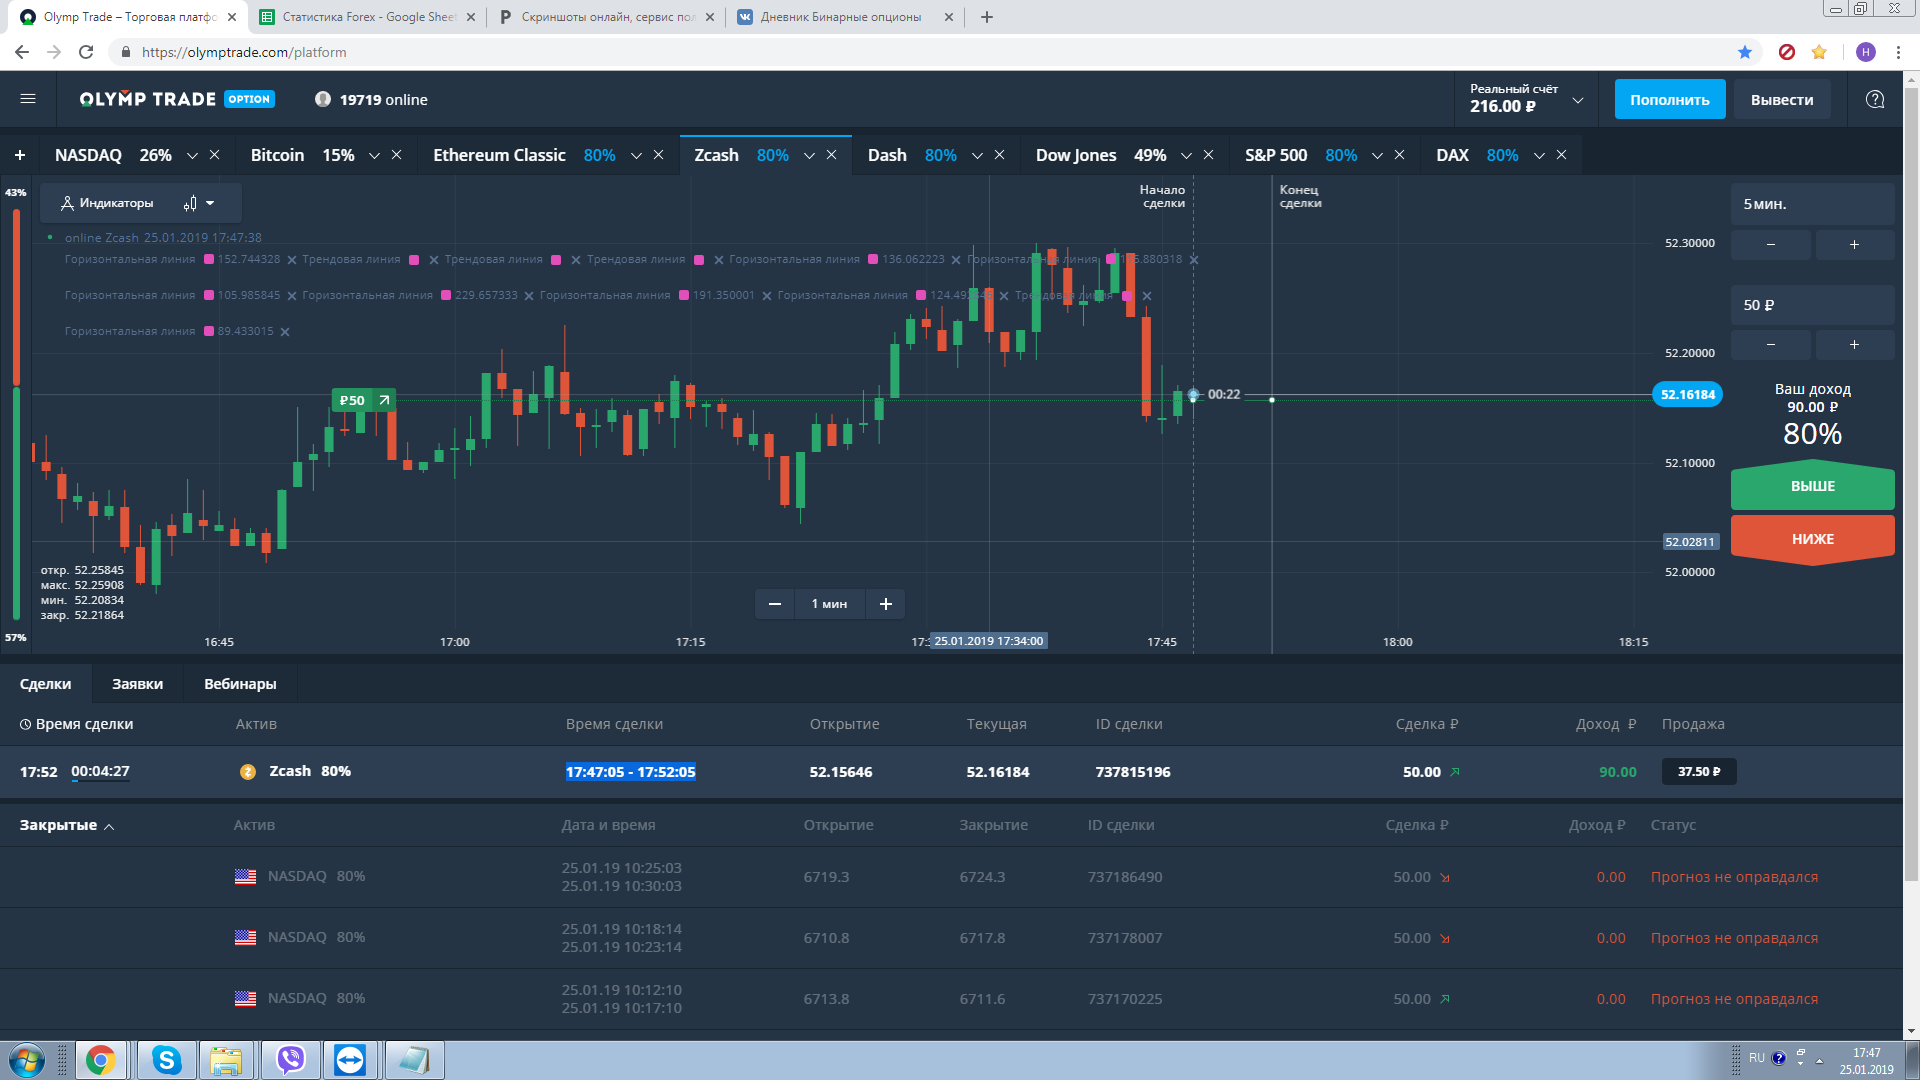 Olymp Trade – Торговая платфо
Статистика Forex - Google Sheet
Скриншоты онлайн, сервис пол
Дневник Бинарные опционы
https://olymptrade.com/platform
H
OLYMP TRADE OPTION
19719 online
Реальный счёт
216.00 ₽
Пополнить
Вывести
NASDAQ 26%
Bitcoin 15%
Ethereum Classic 80%
Zcash 80%
Dash 80%
Dow Jones 49%
S&P 500 80%
DAX 80%
43%
Индикаторы
online Zcash 25.01.2019 17:47:38
Горизонтальная линия 152.744328 Трендовая линия Трендовая линия Трендовая линия Горизонтальная линия 136.062223 Горизонтальная линия
Горизонтальная линия 105.985845 Горизонтальная линия 229.657333 Горизонтальная линия 191.350001 Горизонтальная линия Трендовая линия
Горизонтальная линия 89.433015
Начало сделки
Конец сделки
₽50
00:22
52.30000
52.20000
52.16184
52.10000
52.02811
52.00000
откр. 52.25845
макс. 52.25908
мин. 52.20834
закр. 52.21864
57%
1 мин
16:45
17:00
17:15
25.01.2019 17:34:00
17:45
18:00
18:15
5 мин.
50 ₽
Ваш доход
90.00 ₽
80%
ВЫШЕ
НИЖЕ
Сделки Заявки Вебинары
Время сделки Актив Время сделки Открытие Текущая ID сделки Сделка ₽ Доход ₽ Продажа
17:52 00:04:27 Zcash 80% 17:47:05 - 17:52:05 52.15646 52.16184 737815196 50.00 90.00 37.50 ₽
Закрытые Актив Дата и время Открытие Закрытие ID сделки Сделка ₽ Доход ₽ Статус
25.01.19 10:25:03
NASDAQ 80% 6719.3 6724.3 737186490 50.00 0.00 Прогноз не оправдался
25.01.19 10:30:03
25.01.19 10:18:14
NASDAQ 80% 6710.8 6717.8 737178007 50.00 0.00 Прогноз не оправдался
25.01.19 10:23:14
25.01.19 10:12:10
NASDAQ 80% 6713.8 6711.6 737170225 50.00 0.00 Прогноз не оправдался
25.01.19 10:17:10
RU
17:47
25.01.2019